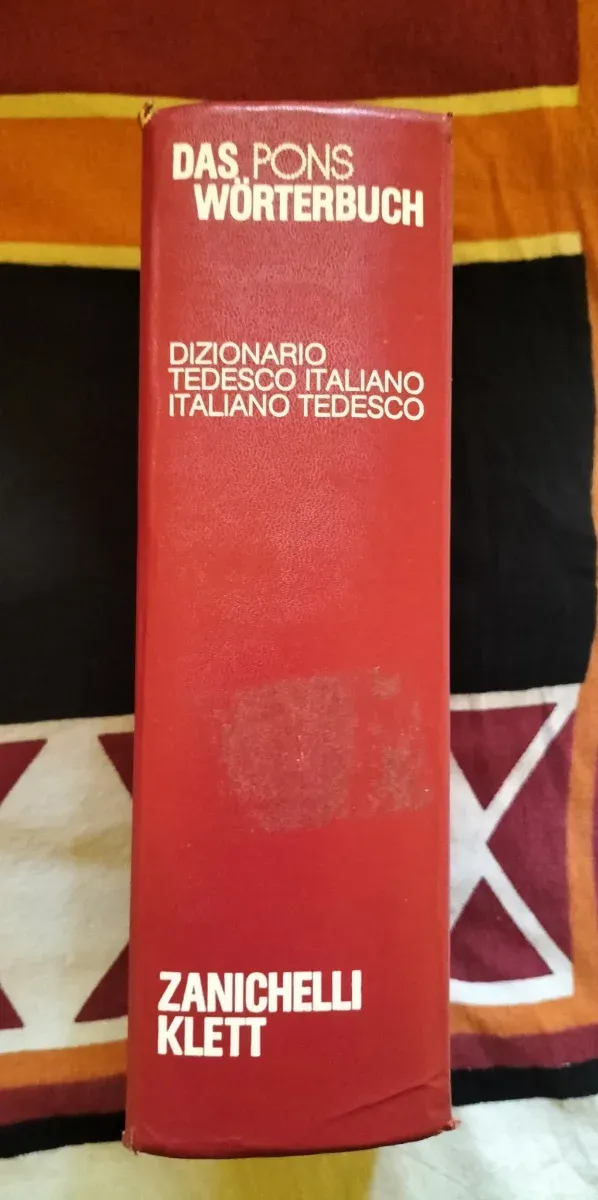 DAS PONS
WÖRTERBUCH
DIZIONARIO
TEDESCO ITALIANO
ITALIANO TEDESCO
ZANICHELLI
KLETT